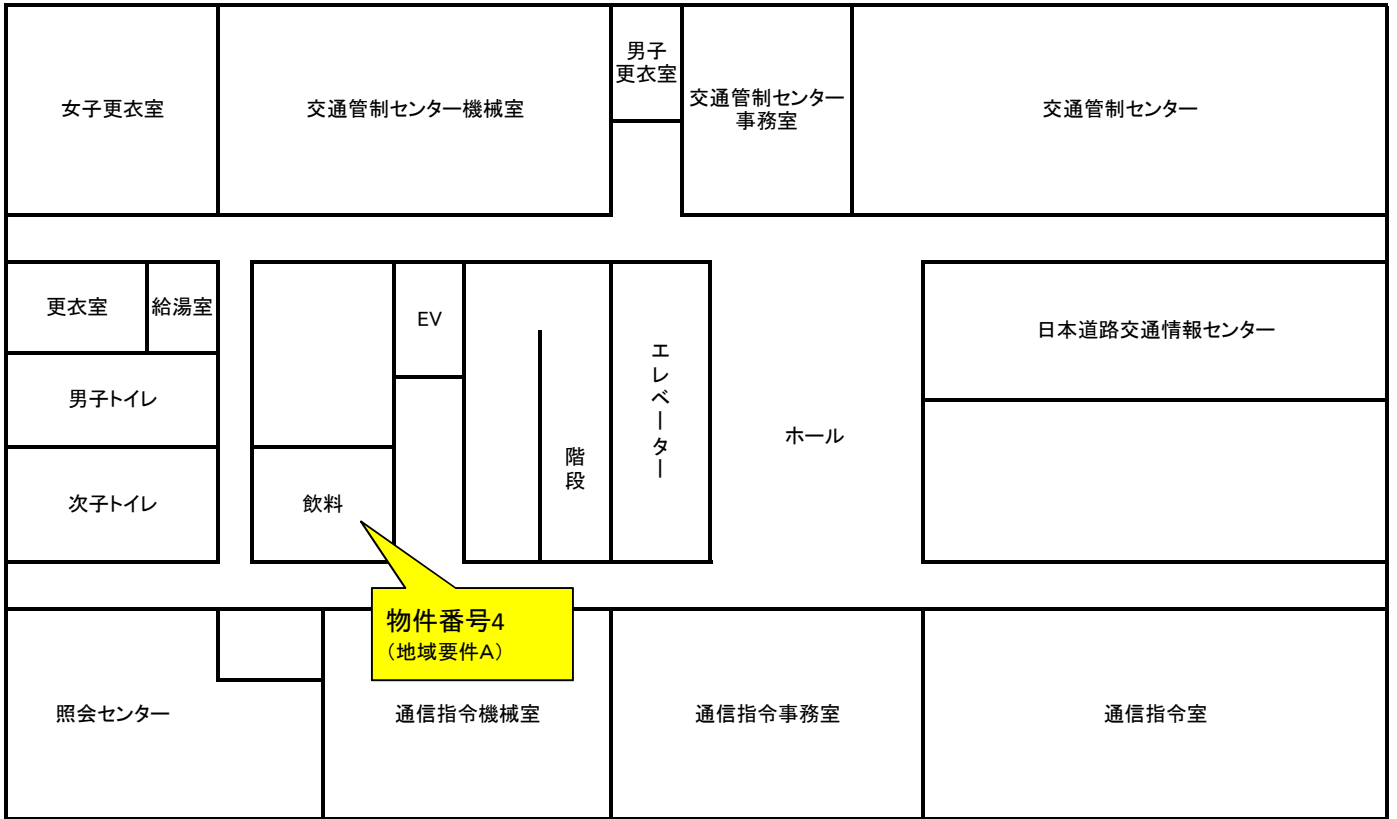 女子更衣室
交通管制センター機械室
男子
更衣室
交通管制センター
事務室
交通管制センター
更衣室
給湯室
EV
エレベーター
日本道路交通情報センター
男子トイレ
ホール
階段
次子トイレ
飲料
物件番号4
（地域要件A）
照会センター
通信指令機械室
通信指令事務室
通信指令室